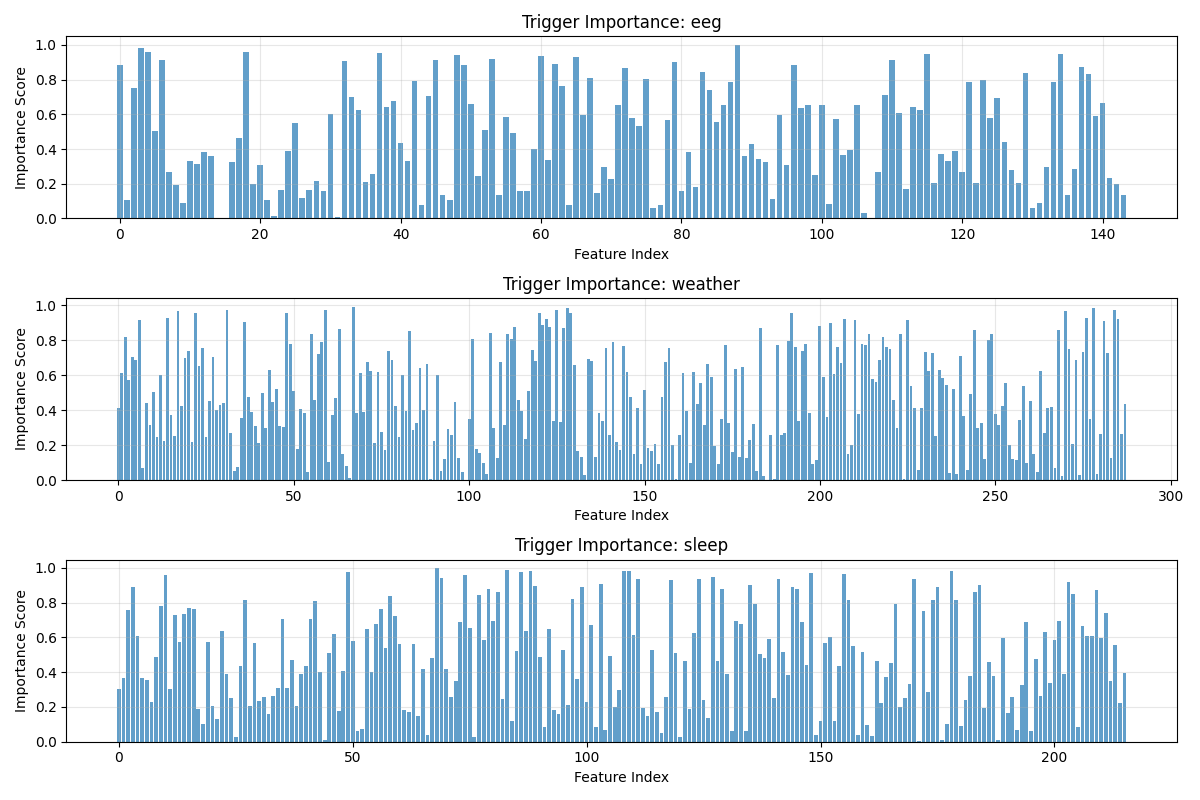 Trigger Importance: eeg
1.0
0.8
0.6
0.4
0.2
0.0
Importance Score
0 20 40 60 80 100 120 140
Feature Index
Trigger Importance: weather
1.0
0.8
0.6
0.4
0.2
0.0
Importance Score
0 50 100 150 200 250 300
Feature Index
Trigger Importance: sleep
1.0
0.8
0.6
0.4
0.2
0.0
Importance Score
0 50 100 150 200
Feature Index